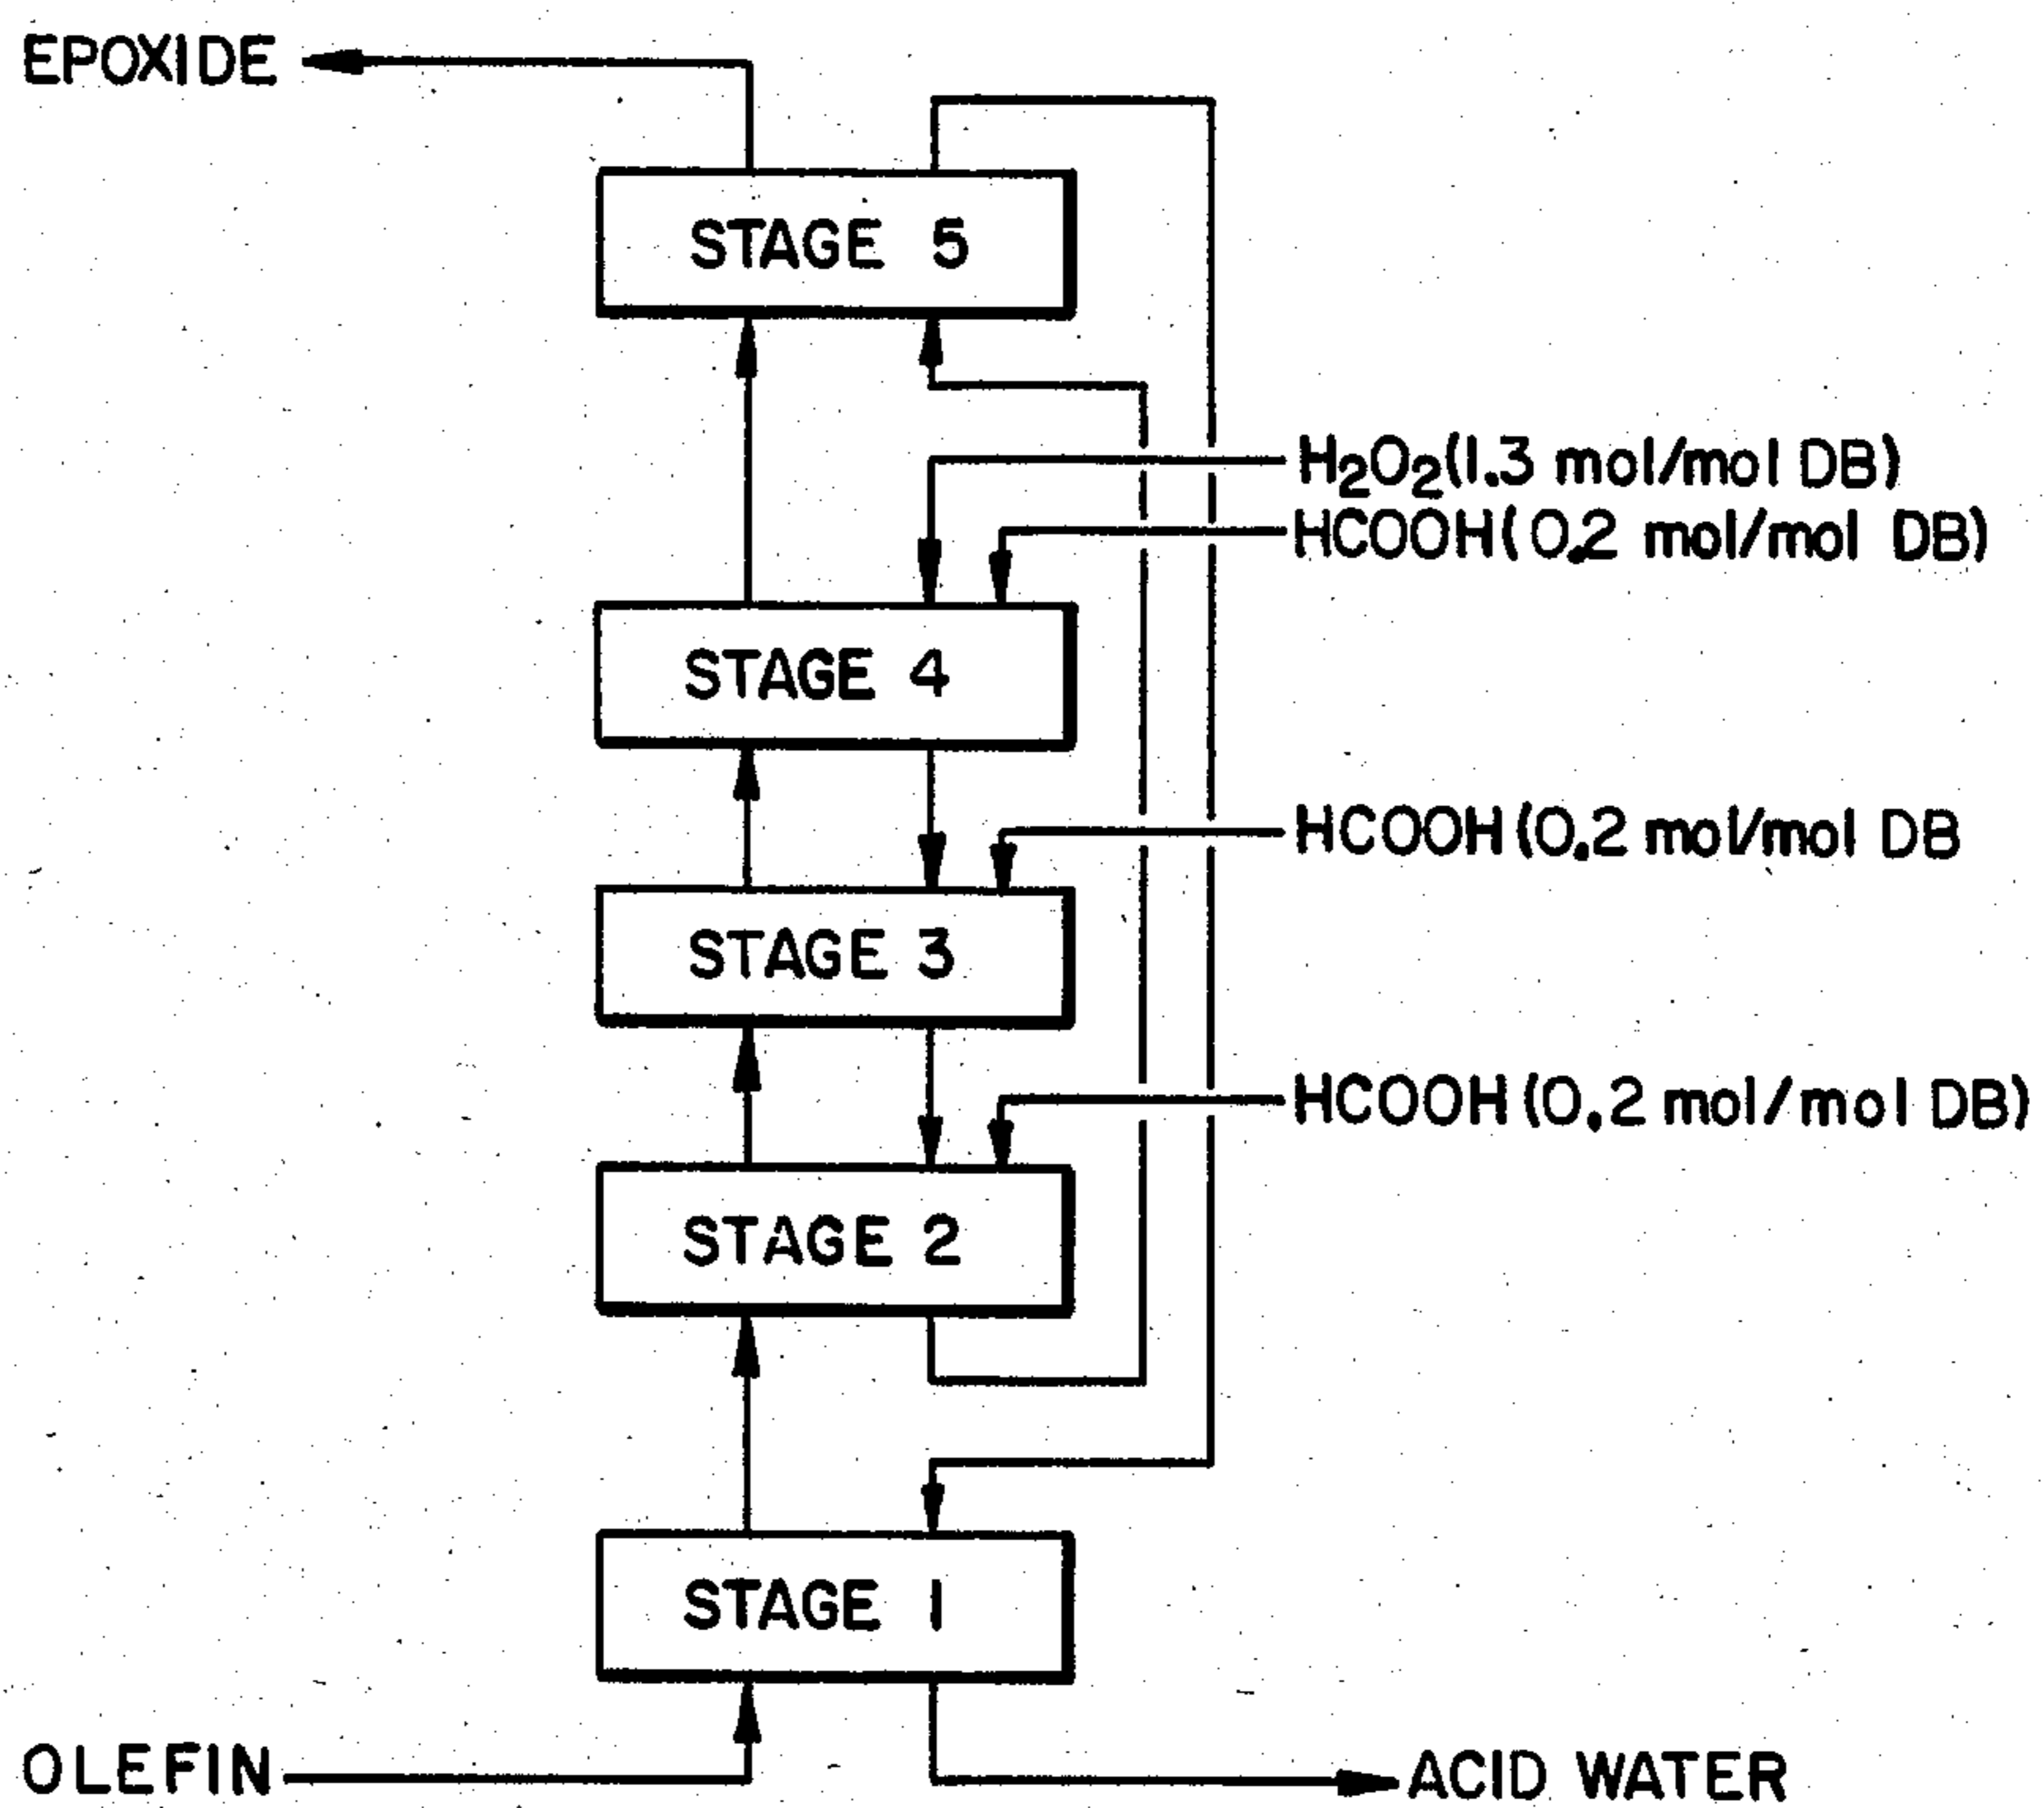 EPOXIDE
STAGE 5
H₂O₂(1.3 mol/mol DB)
HCOOH(0.2 mol/mol DB)
STAGE 4
HCOOH(0.2 mol/mol DB
STAGE 3
HCOOH(0.2 mol/mol DB)
STAGE 2
STAGE 1
OLEFIN
ACID WATER